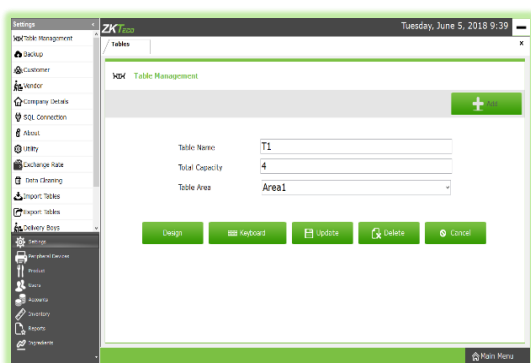 Settings
ZKTeco
Tuesday, June 5, 2018 9:39
Table Management
Backup
Customer
Vendor
Company Details
SQL Connection
About
Utility
Exchange Rate
Data Cleaning
Import Tables
Export Tables
Delivery Boys
Settings
Peripheral Devices
Product
Users
Accounts
Inventory
Reports
Ingredients
Tables
x
Table Management
Add
Table Name T1
Total Capacity 4
Table Area Area1
Design Keyboard Update Delete Cancel
Main Menu